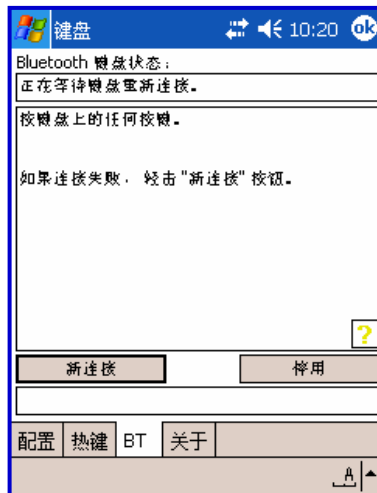 键盘 10:20 ok
Bluetooth 键盘状态：
正在等待键盘重新连接。
按键盘上的任何按键。
如果连接失败，轻击"新连接"按钮。
?
新连接 停用
配置 热键 BT 关于
A